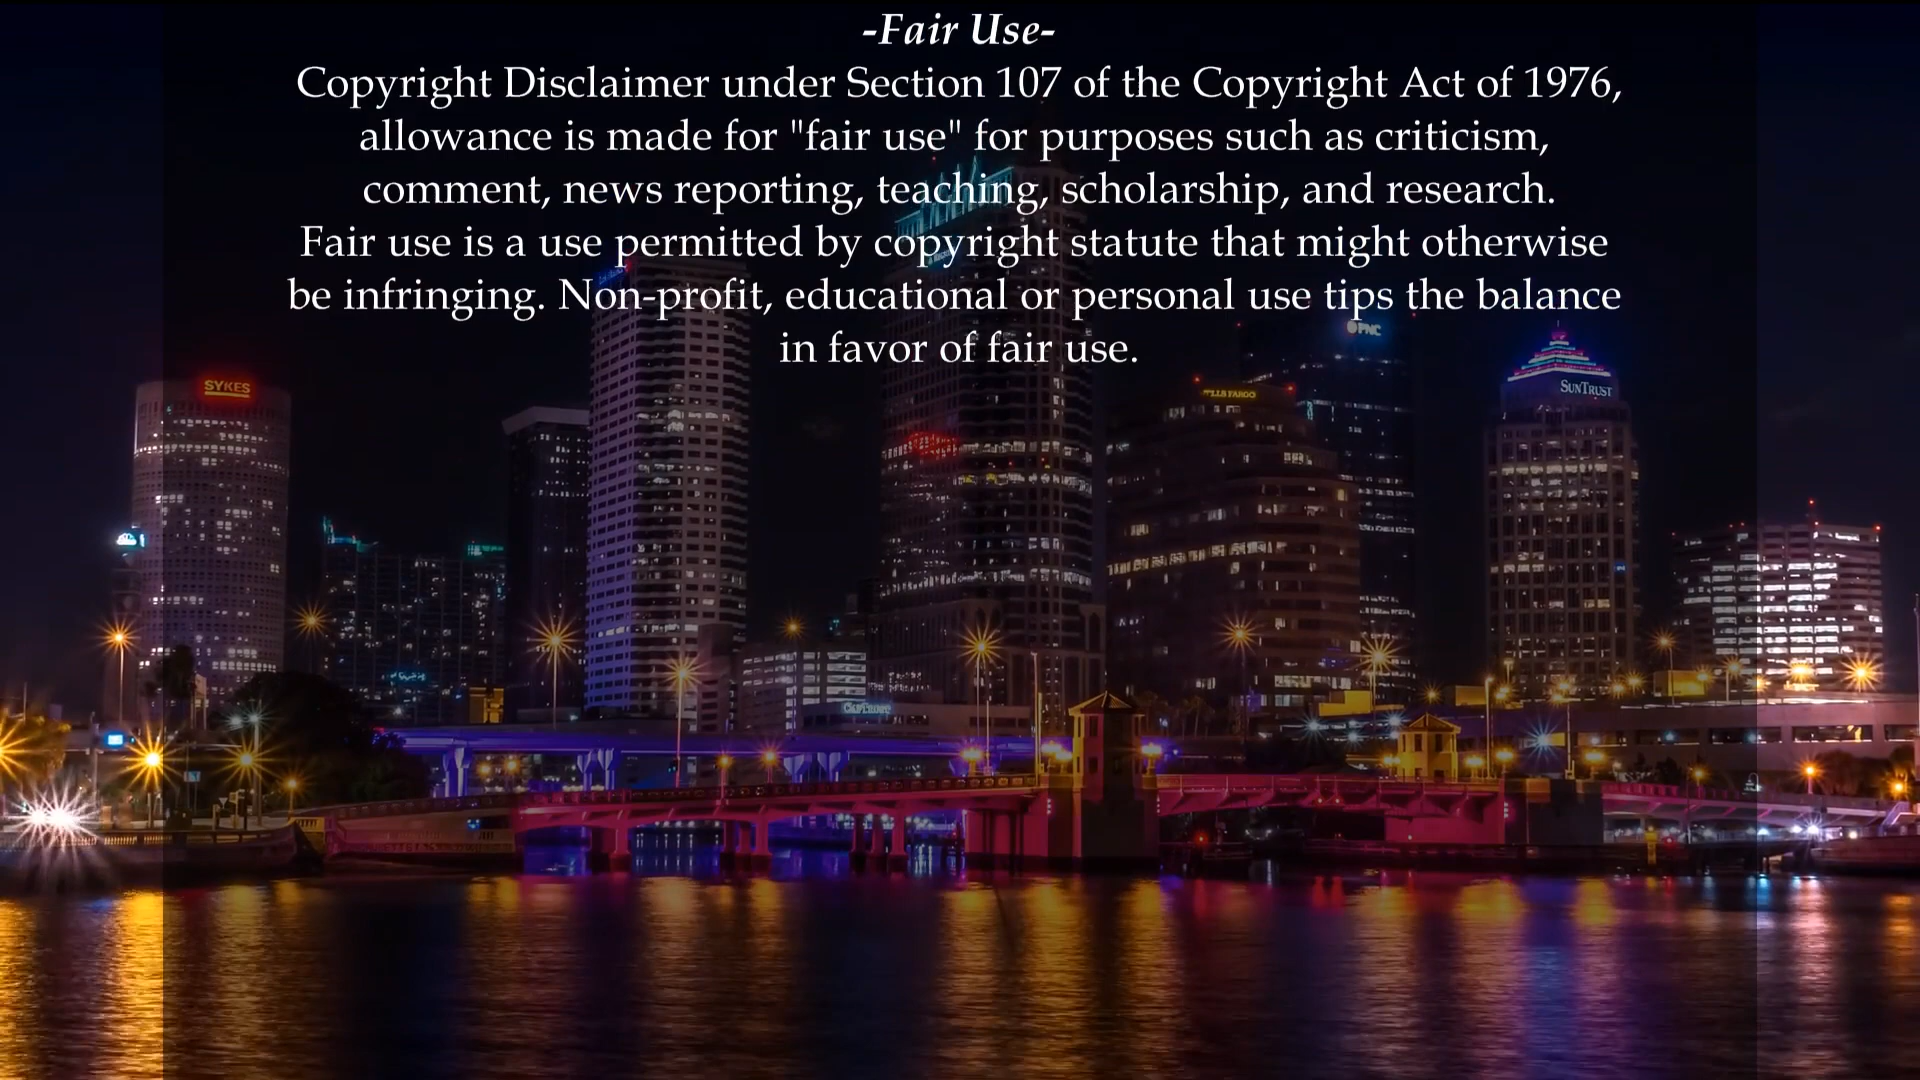 -Fair Use-
Copyright Disclaimer under Section 107 of the Copyright Act of 1976,
allowance is made for "fair use" for purposes such as criticism,
comment, news reporting, teaching, scholarship, and research.
Fair use is a use permitted by copyright statute that might otherwise
be infringing. Non-profit, educational or personal use tips the balance
in favor of fair use.
PNC
SYKES
SUNTRUST